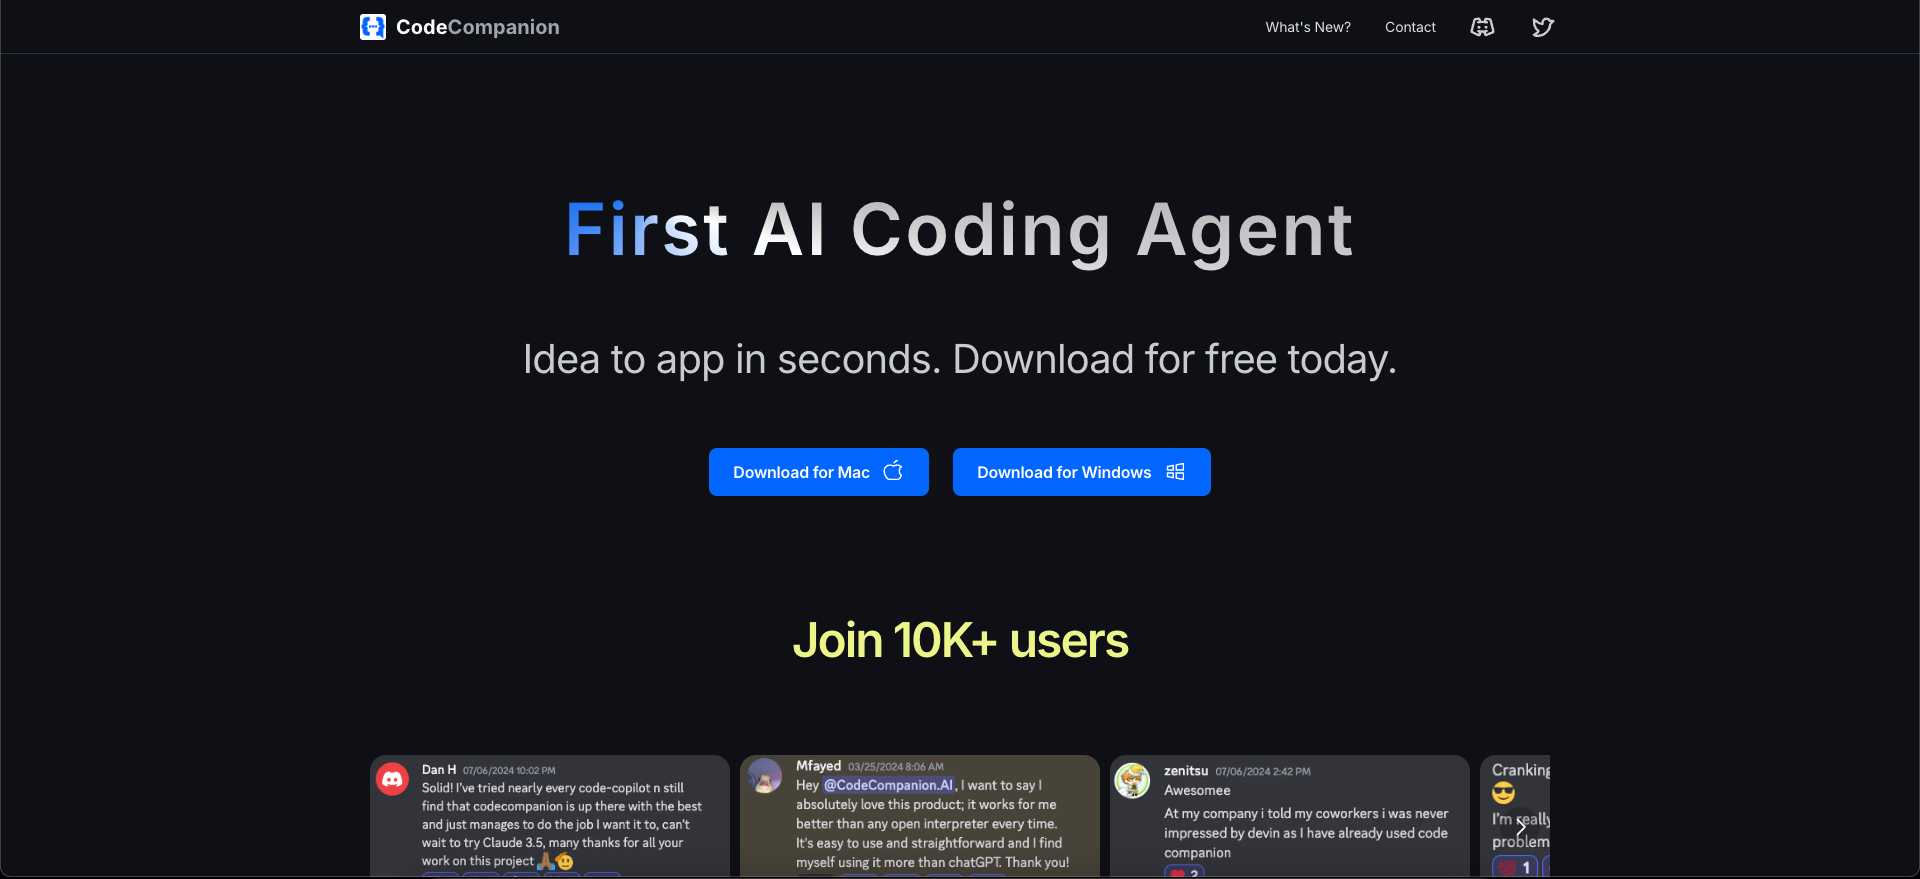 CodeCompanion
What's New?
Contact
First AI Coding Agent
Idea to app in seconds. Download for free today.
Download for Mac
Download for Windows
Join 10K+ users
Dan H 07/06/2024 10:02 PM
Solid! I've tried nearly every code-copilot n still
find that codecompanion is up there with the best
and just manages to do the job I want it to, can't
wait to try Claude 3.5, many thanks for all your
work on this project
Mfayed 03/25/2024 8:06 AM
Hey @CodeCompanion.AI, I want to say I
absolutely love this product; it works for me
better than any open interpreter every time.
It's easy to use and straightforward and I find
myself using it more than chatGPT. Thank you!
zenitsu 07/06/2024 2:42 PM
Awesomee
At my company i told my coworkers i was never
impressed by devin as I have already used code
companion
2
Cranking
I'm really
problem
1